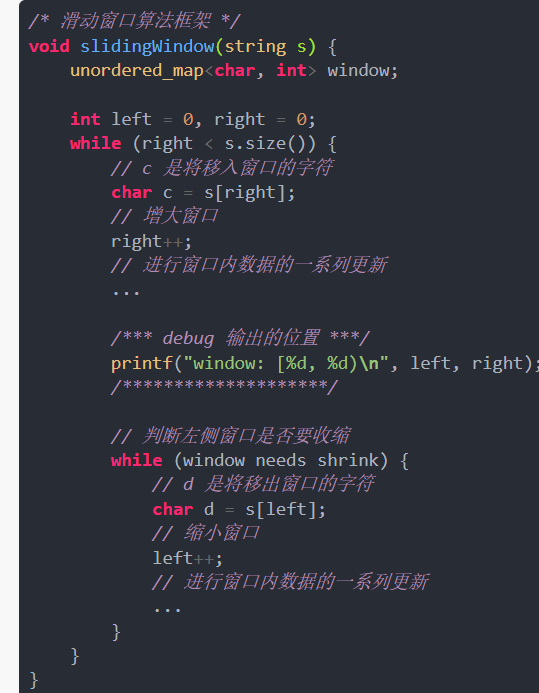 /* 滑动窗口算法框架 */
void slidingWindow(string s) {
    unordered_map<char, int> window;

    int left = 0, right = 0;
    while (right < s.size()) {
        // c 是将移入窗口的字符
        char c = s[right];
        // 增大窗口
        right++;
        // 进行窗口内数据的一系列更新
        ...

        /*** debug 输出的位置 ***/
        printf("window: [%d, %d)\n", left, right);
        /********************/

        // 判断左侧窗口是否要收缩
        while (window needs shrink) {
            // d 是将移出窗口的字符
            char d = s[left];
            // 缩小窗口
            left++;
            // 进行窗口内数据的一系列更新
            ...
        }
    }
}